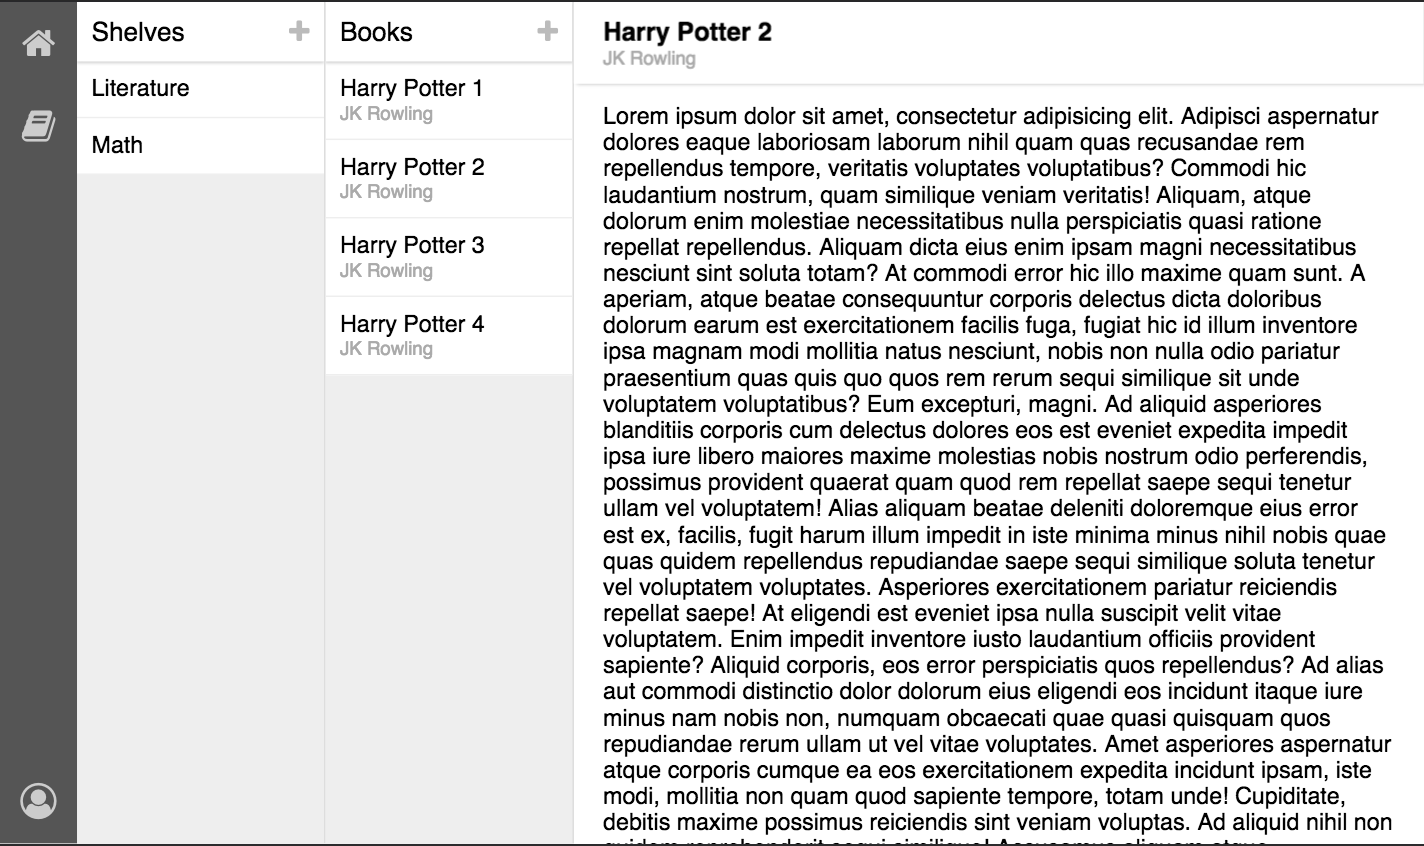 Shelves
Literature
Math
Books
Harry Potter 1
JK Rowling
Harry Potter 2
JK Rowling
Harry Potter 3
JK Rowling
Harry Potter 4
JK Rowling
Harry Potter 2
JK Rowling
Lorem ipsum dolor sit amet, consectetur adipisicing elit. Adipisci aspernatur
dolores eaque laboriosam laborum nihil quam quas recusandae rem
repellendus tempore, veritatis voluptates voluptatibus? Commodi hic
laudantium nostrum, quam similique veniam veritatis! Aliquam, atque
dolorum enim molestiae necessitatibus nulla perspiciatis quasi ratione
repellat repellendus. Aliquam dicta eius enim ipsam magni necessitatibus
nesciunt sint soluta totam? At commodi error hic illo maxime quam sunt. A
aperiam, atque beatae consequuntur corporis delectus dicta doloribus
dolorum earum est exercitationem facilis fuga, fugiat hic id illum inventore
ipsa magnam modi mollitia natus nesciunt, nobis non nulla odio pariatur
praesentium quas quis quo quos rem rerum sequi similique sit unde
voluptatem voluptatibus? Eum excepturi, magni. Ad aliquid asperiores
blanditiis corporis cum delectus dolores eos est eveniet expedita impedit
ipsa iure libero maiores maxime molestias nobis nostrum odio perferendis,
possimus provident quaerat quam quod rem repellat saepe sequi tenetur
ullam vel voluptatem! Alias aliquam beatae deleniti doloremque eius error
est ex, facilis, fugit harum illum impedit in iste minima minus nihil nobis quae
quas quidem repellendus repudiandae saepe sequi similique soluta tenetur
vel voluptatem voluptates. Asperiores exercitationem pariatur reiciendis
repellat saepe! At eligendi est eveniet ipsa nulla suscipit velit vitae
voluptatem. Enim impedit inventore iusto laudantium officiis provident
sapiente? Aliquid corporis, eos error perspiciatis quos repellendus? Ad alias
aut commodi distinctio dolor dolorum eius eligendi eos incidunt itaque iure
minus nam nobis non, numquam obcaecati quae quasi quisquam quos
repudiandae rerum ullam ut vel vitae voluptates. Amet asperiores aspernatur
atque corporis cumque ea eos exercitationem expedita incidunt ipsam, iste
modi, mollitia non quam quod sapiente tempore, totam unde! Cupiditate,
debitis maxime possimus reiciendis sint veniam voluptas. Ad aliquid nihil non